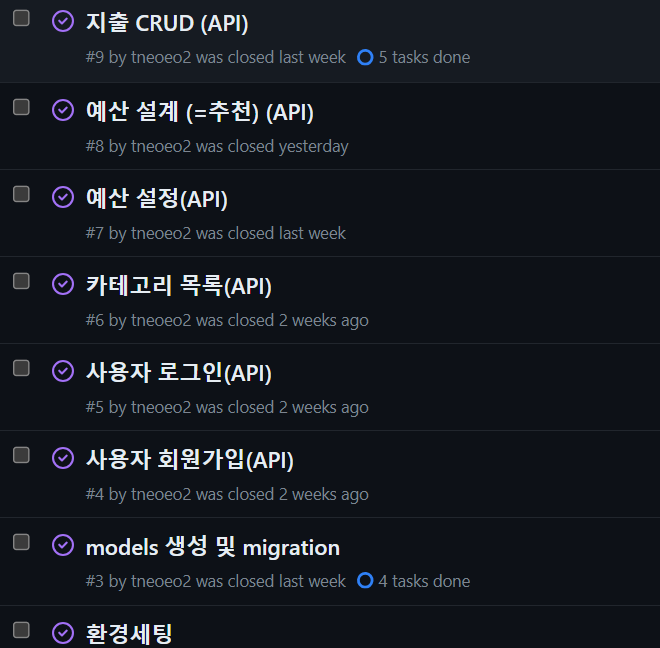 지출 CRUD (API)
#9 by tneoeo2 was closed last week 5 tasks done
예산 설계 (=추천) (API)
#8 by tneoeo2 was closed yesterday
예산 설정(API)
#7 by tneoeo2 was closed last week
카테고리 목록(API)
#6 by tneoeo2 was closed 2 weeks ago
사용자 로그인(API)
#5 by tneoeo2 was closed 2 weeks ago
사용자 회원가입(API)
#4 by tneoeo2 was closed 2 weeks ago
models 생성 및 migration
#3 by tneoeo2 was closed last week 4 tasks done
환경세팅